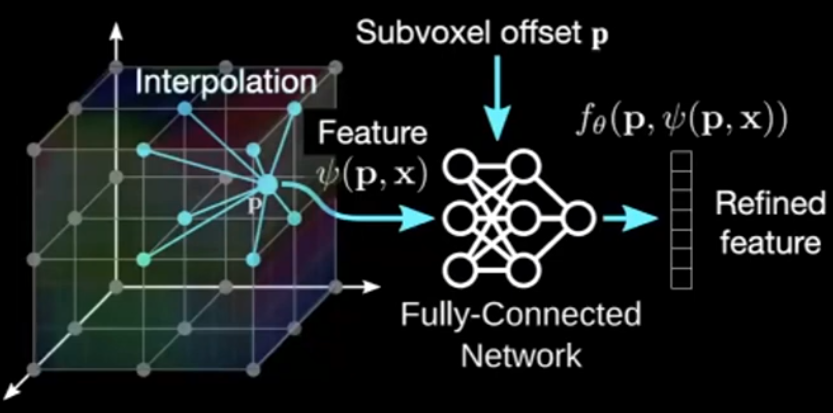 Subvoxel offset p
Interpolation
Feature
ψ(p, x)
p
f_θ(p, ψ(p, x))
Refined
feature
Fully-Connected
Network